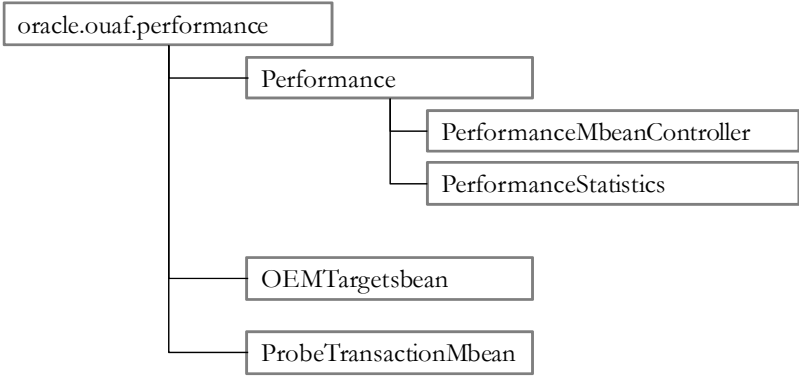 oracle.ouaf.performance
Performance
PerformanceMbeanController
PerformanceStatistics
OEMTargetsbean
ProbeTransactionMbean